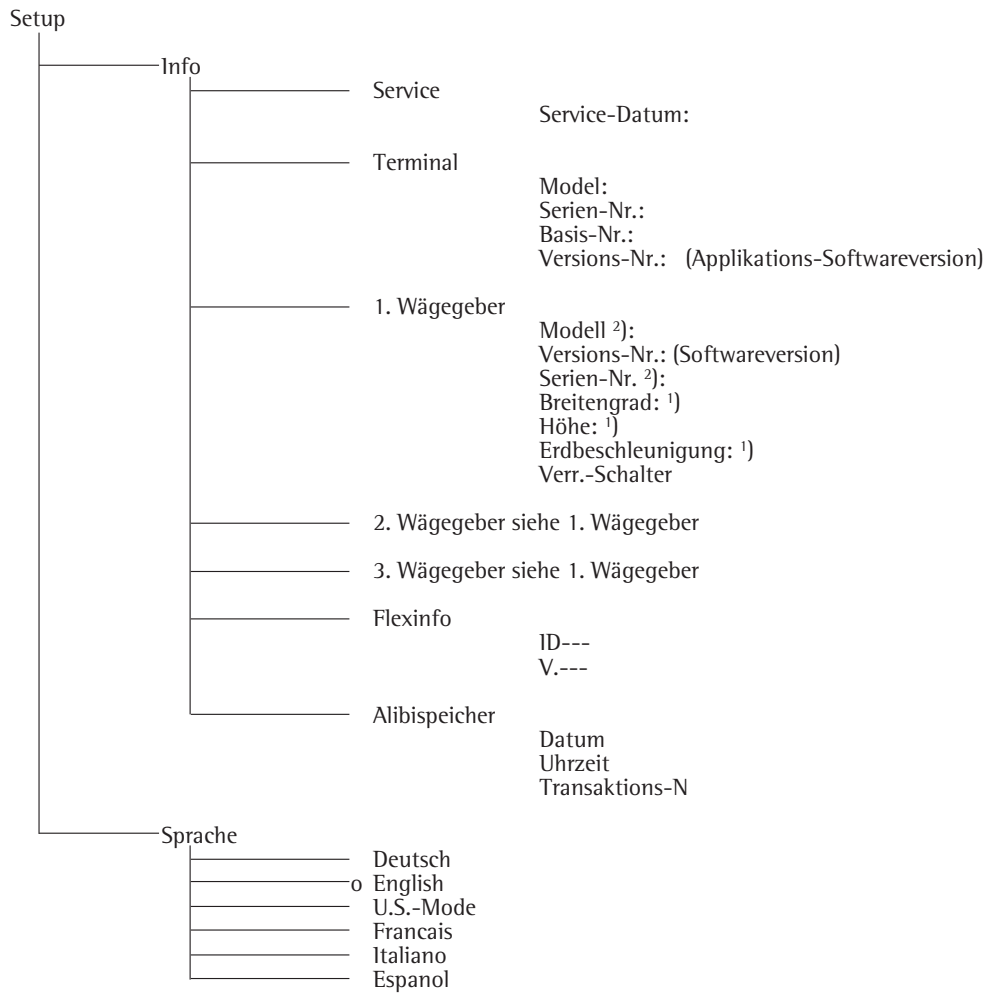 Setup
Info
Service
Service-Datum:
Terminal
Model:
Serien-Nr.:
Basis-Nr.:
Versions-Nr.: (Applikations-Softwareversion)
1. Wägegeber
Modell ²):
Versions-Nr.: (Softwareversion)
Serien-Nr. ²):
Breitengrad: ¹)
Höhe: ¹)
Erdbeschleunigung: ¹)
Verr.-Schalter
2. Wägegeber siehe 1. Wägegeber
3. Wägegeber siehe 1. Wägegeber
Flexinfo
ID---
V.---
Alibispeicher
Datum
Uhrzeit
Transaktions-N
Sprache
Deutsch
o English
U.S.-Mode
Francais
Italiano
Espanol